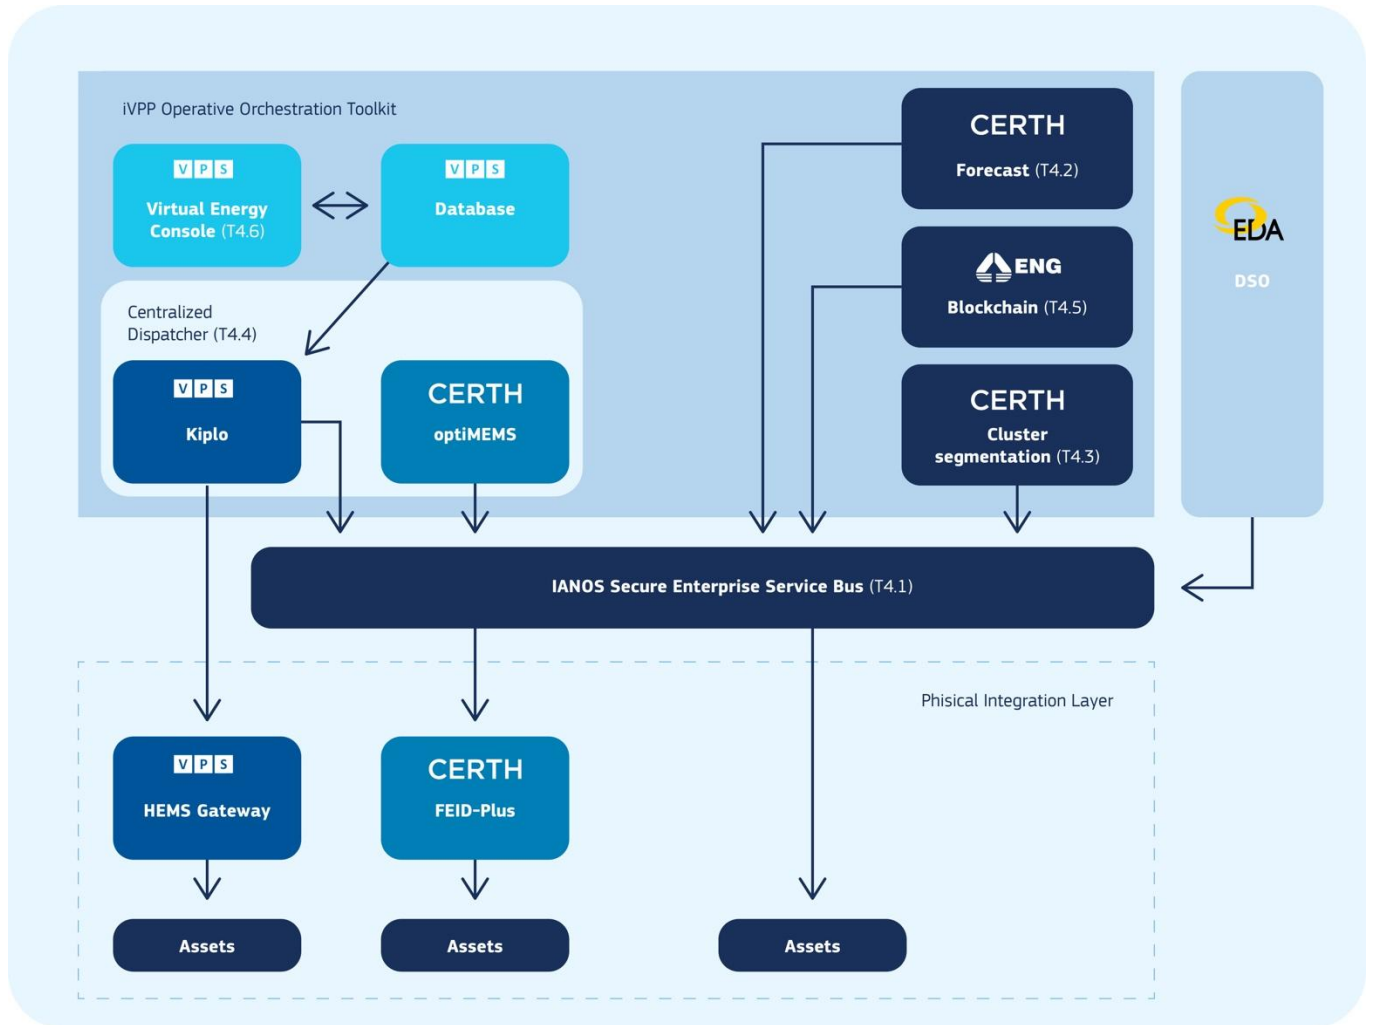 iVPP Operative Orchestration Toolkit
VPS
Virtual Energy
Console (T4.6)
VPS
Database
CERTH
Forecast (T4.2)
ENG
Blockchain (T4.5)
CERTH
Cluster
segmentation (T4.3)
EDA
DSO
Centralized
Dispatcher (T4.4)
VPS
Kiplo
CERTH
optiMEMS
IANOS Secure Enterprise Service Bus (T4.1)
Phisical Integration Layer
VPS
HEMS Gateway
CERTH
FEID-Plus
Assets
Assets
Assets